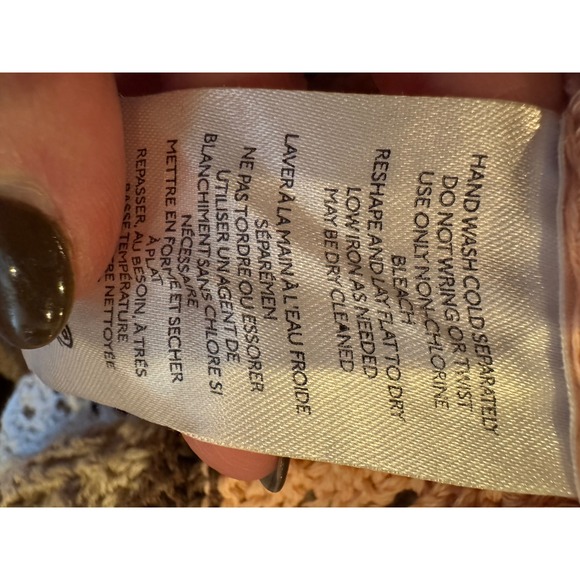 HAND WASH COLD SEPARATELY
DO NOT WRING OR TWIST
USE ONLY NON-CHLORINE
BLEACH
RESHAPE AND LAY FLAT TO DRY
LOW IRON AS NEEDED
MAY BE DRY CLEANED
LAVER À LA MAIN À L'EAU FROIDE
SÉPARÉMEN
NE PAS TORDRE OU ESSORER
UTILISER UN AGENT DE
BLANCHIMENT SANS CHLORE SI
NÉCESSAIRE
METTRE EN FORME ET SÉCHER
À PLAT
REPASSER, AU BESOIN, À TRÈS
BASSE TEMPÉRATURE
NETTOYÉE